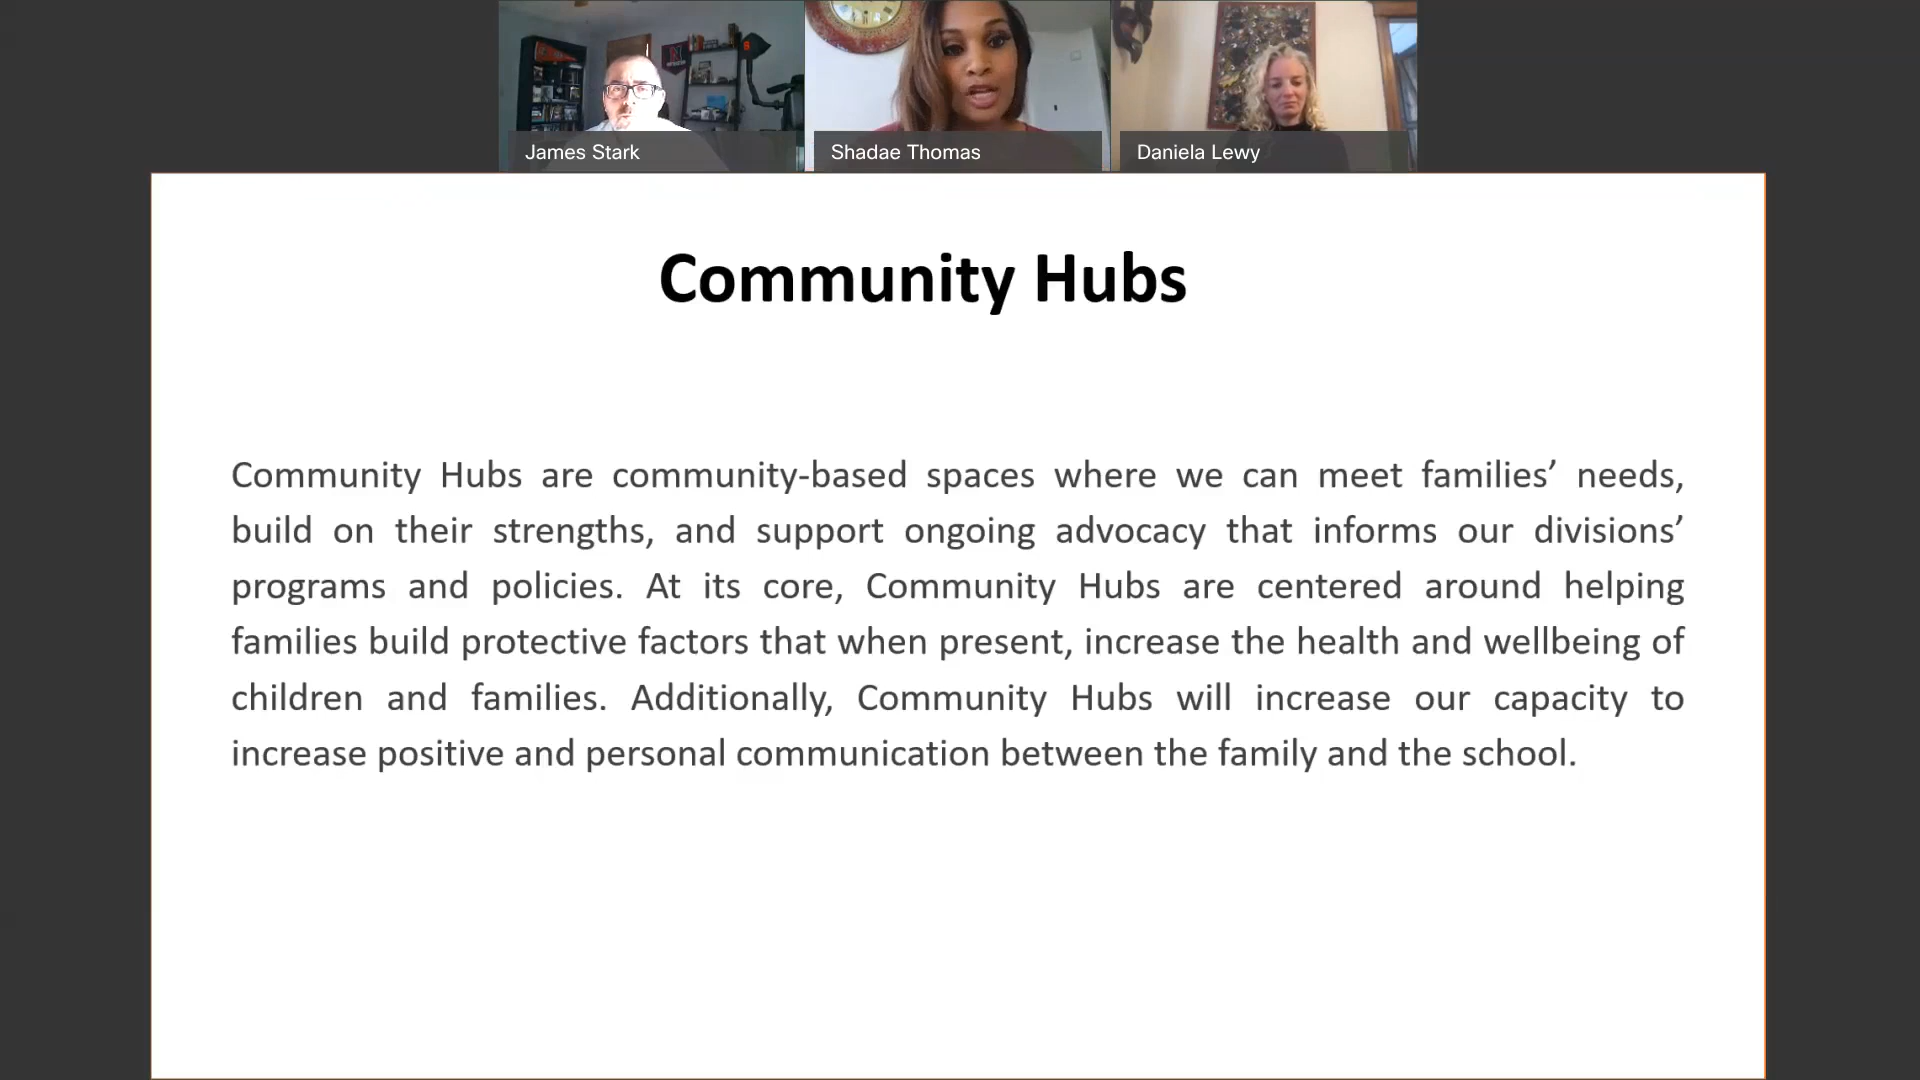 James Stark
Shadae Thomas
Daniela Lewy
Community Hubs
Community Hubs are community-based spaces where we can meet families’ needs,
build on their strengths, and support ongoing advocacy that informs our divisions’
programs and policies. At its core, Community Hubs are centered around helping
families build protective factors that when present, increase the health and wellbeing of
children and families. Additionally, Community Hubs will increase our capacity to
increase positive and personal communication between the family and the school.